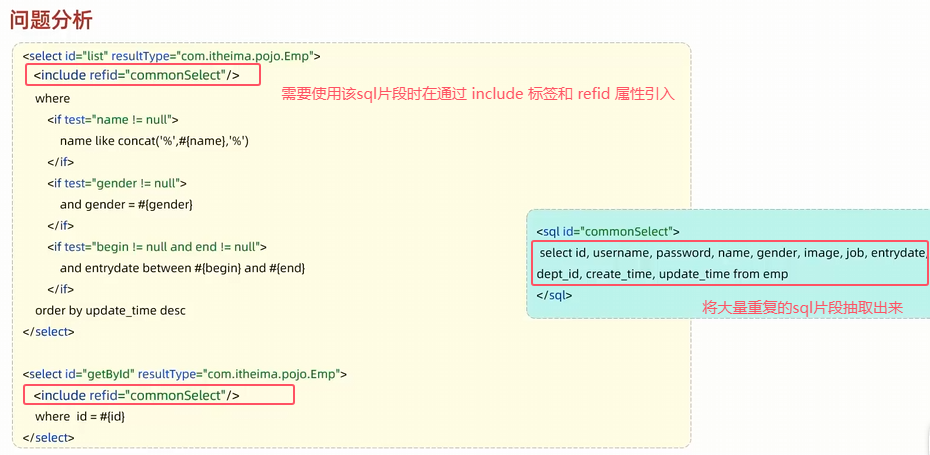 问题分析
<select id="list" resultType="com.itheima.pojo.Emp">
<include refid="commonSelect"/>
where
<if test="name != null">
name like concat('%',#{name},'%')
</if>
<if test="gender != null">
and gender = #{gender}
</if>
<if test="begin != null and end != null">
and entrydate between #{begin} and #{end}
</if>
order by update_time desc
</select>
<select id="getById" resultType="com.itheima.pojo.Emp">
<include refid="commonSelect"/>
where id = #{id}
</select>
需要使用该sql片段时在通过 include 标签和 refid 属性引入
<sql id="commonSelect">
select id, username, password, name, gender, image, job, entrydate,
dept_id, create_time, update_time from emp
</sql>
将大量重复的sql片段抽取出来